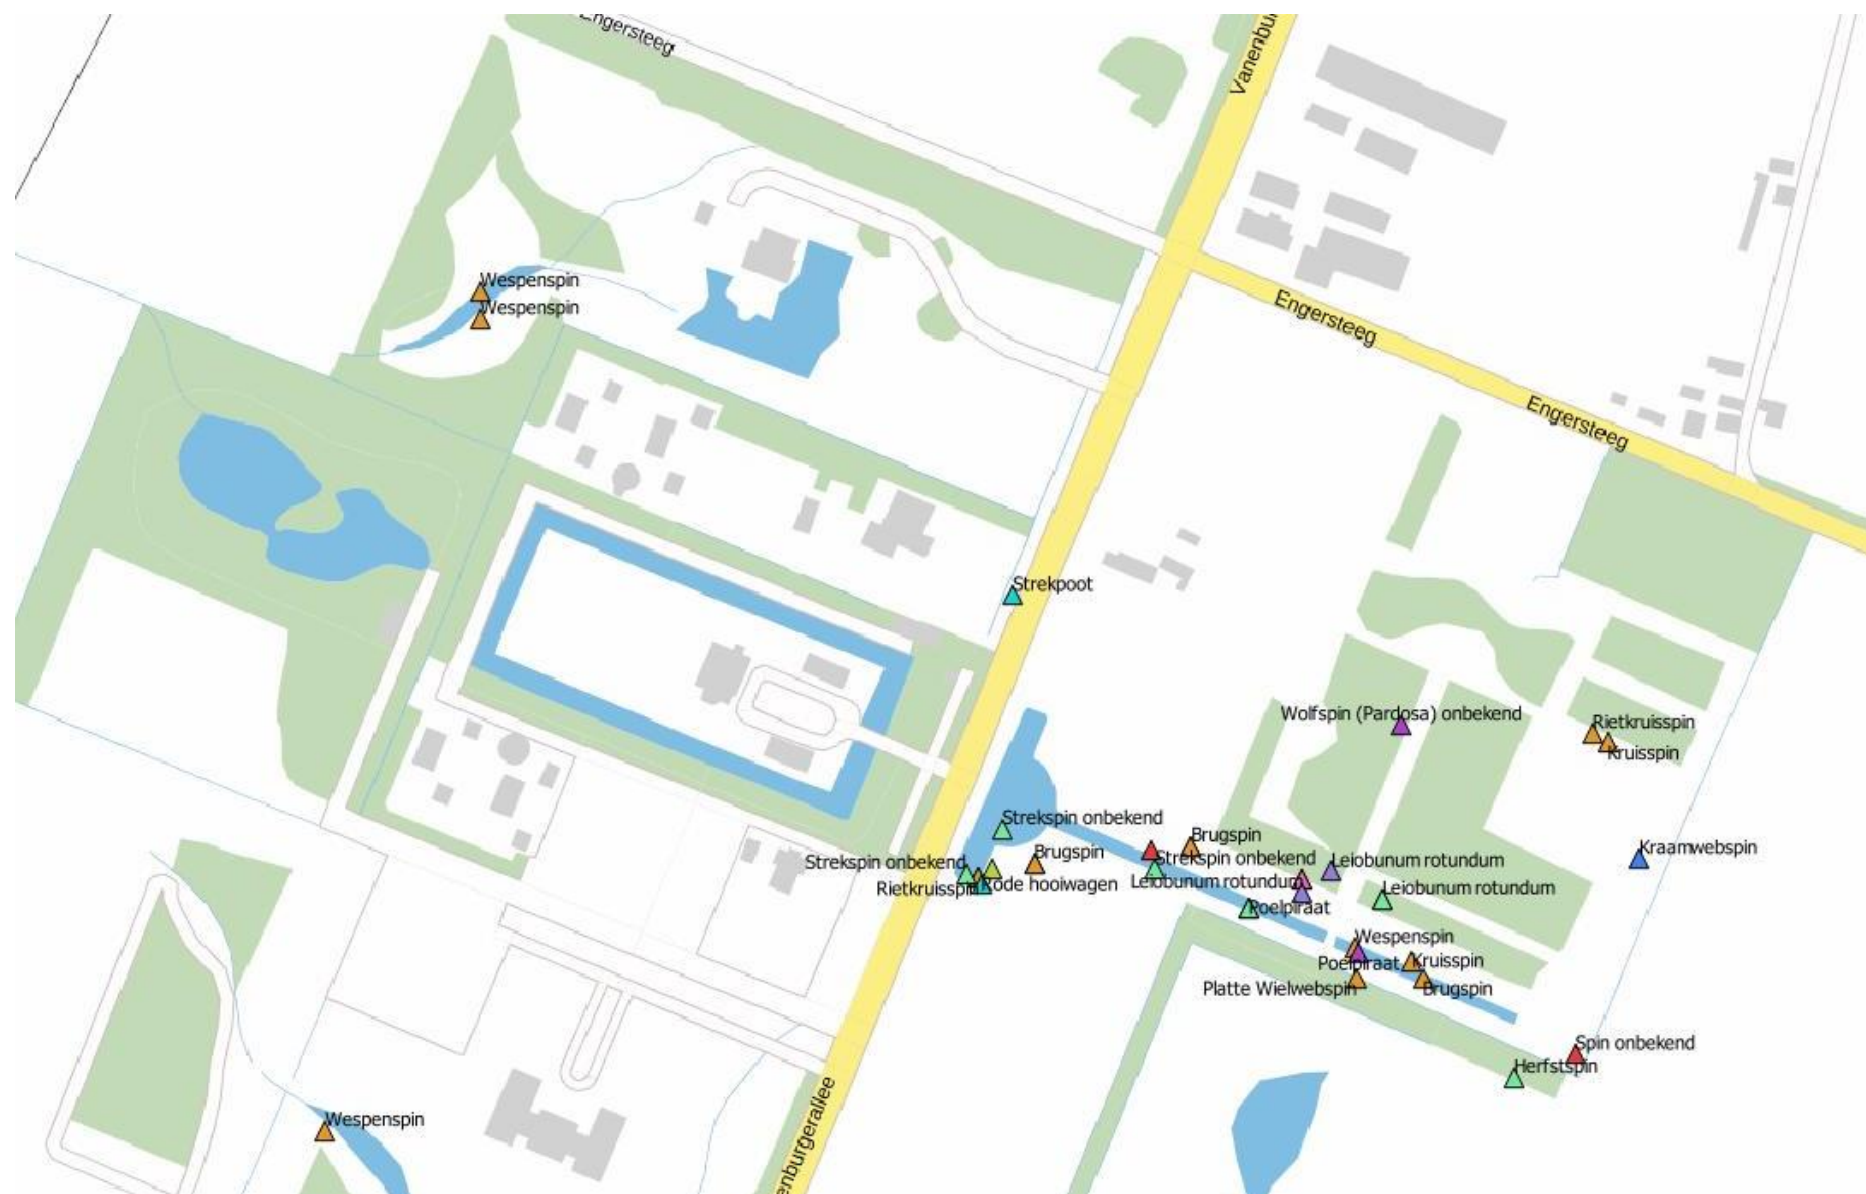 Engersteeg
Wespenspin
Wespenspin
Engersteeg
Engersteeg
Strekpoot
Wolfspin (Pardosa) onbekend
Rietkruisspin
Kruisspin
Strekspin onbekend
Brugspin
Brugspin
Kraamwebspin
Strekspin onbekend
Strekspin onbekend
Leiobunum rotundum
Rietkruisspin
Rode hooiwagen
Leiobunum rotundum
Leiobunum rotundum
Poelpiraat
Wespenspin
Poelpiraat
Kruisspin
Platte Wielwebspin
Brugspin
Spin onbekend
Herfstspin
Wespenspin
enburgerallee
Vanenbu